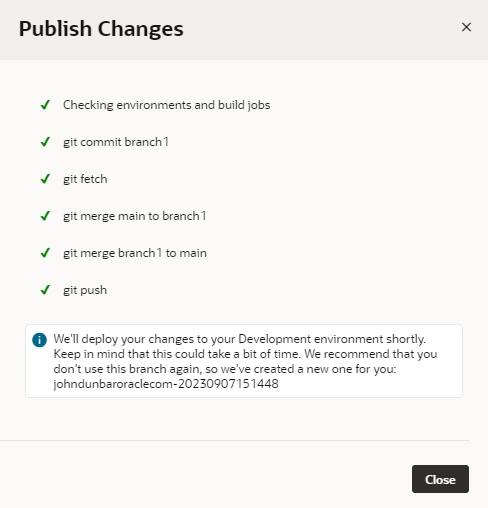 Publish Changes
Checking environments and build jobs
git commit branch1
git fetch
git merge main to branch1
git merge branch1 to main
git push
We'll deploy your changes to your Development environment shortly.
Keep in mind that this could take a bit of time. We recommend that you
don't use this branch again, so we've created a new one for you:
johndunbaroraclecom-20230907151448
Close